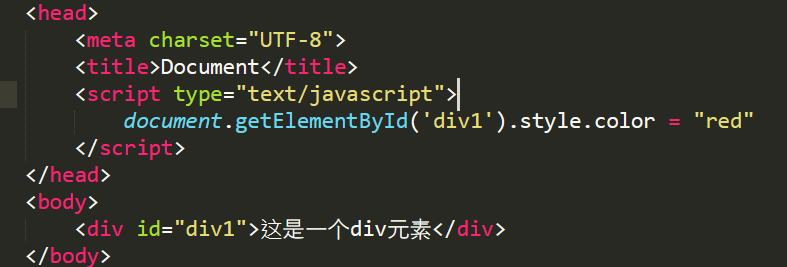 <head>
<meta charset="UTF-8">
<title>Document</title>
<script type="text/javascript">
document.getElementById('div1').style.color = "red"
</script>
</head>
<body>
<div id="div1">这是一个div元素</div>
</body>